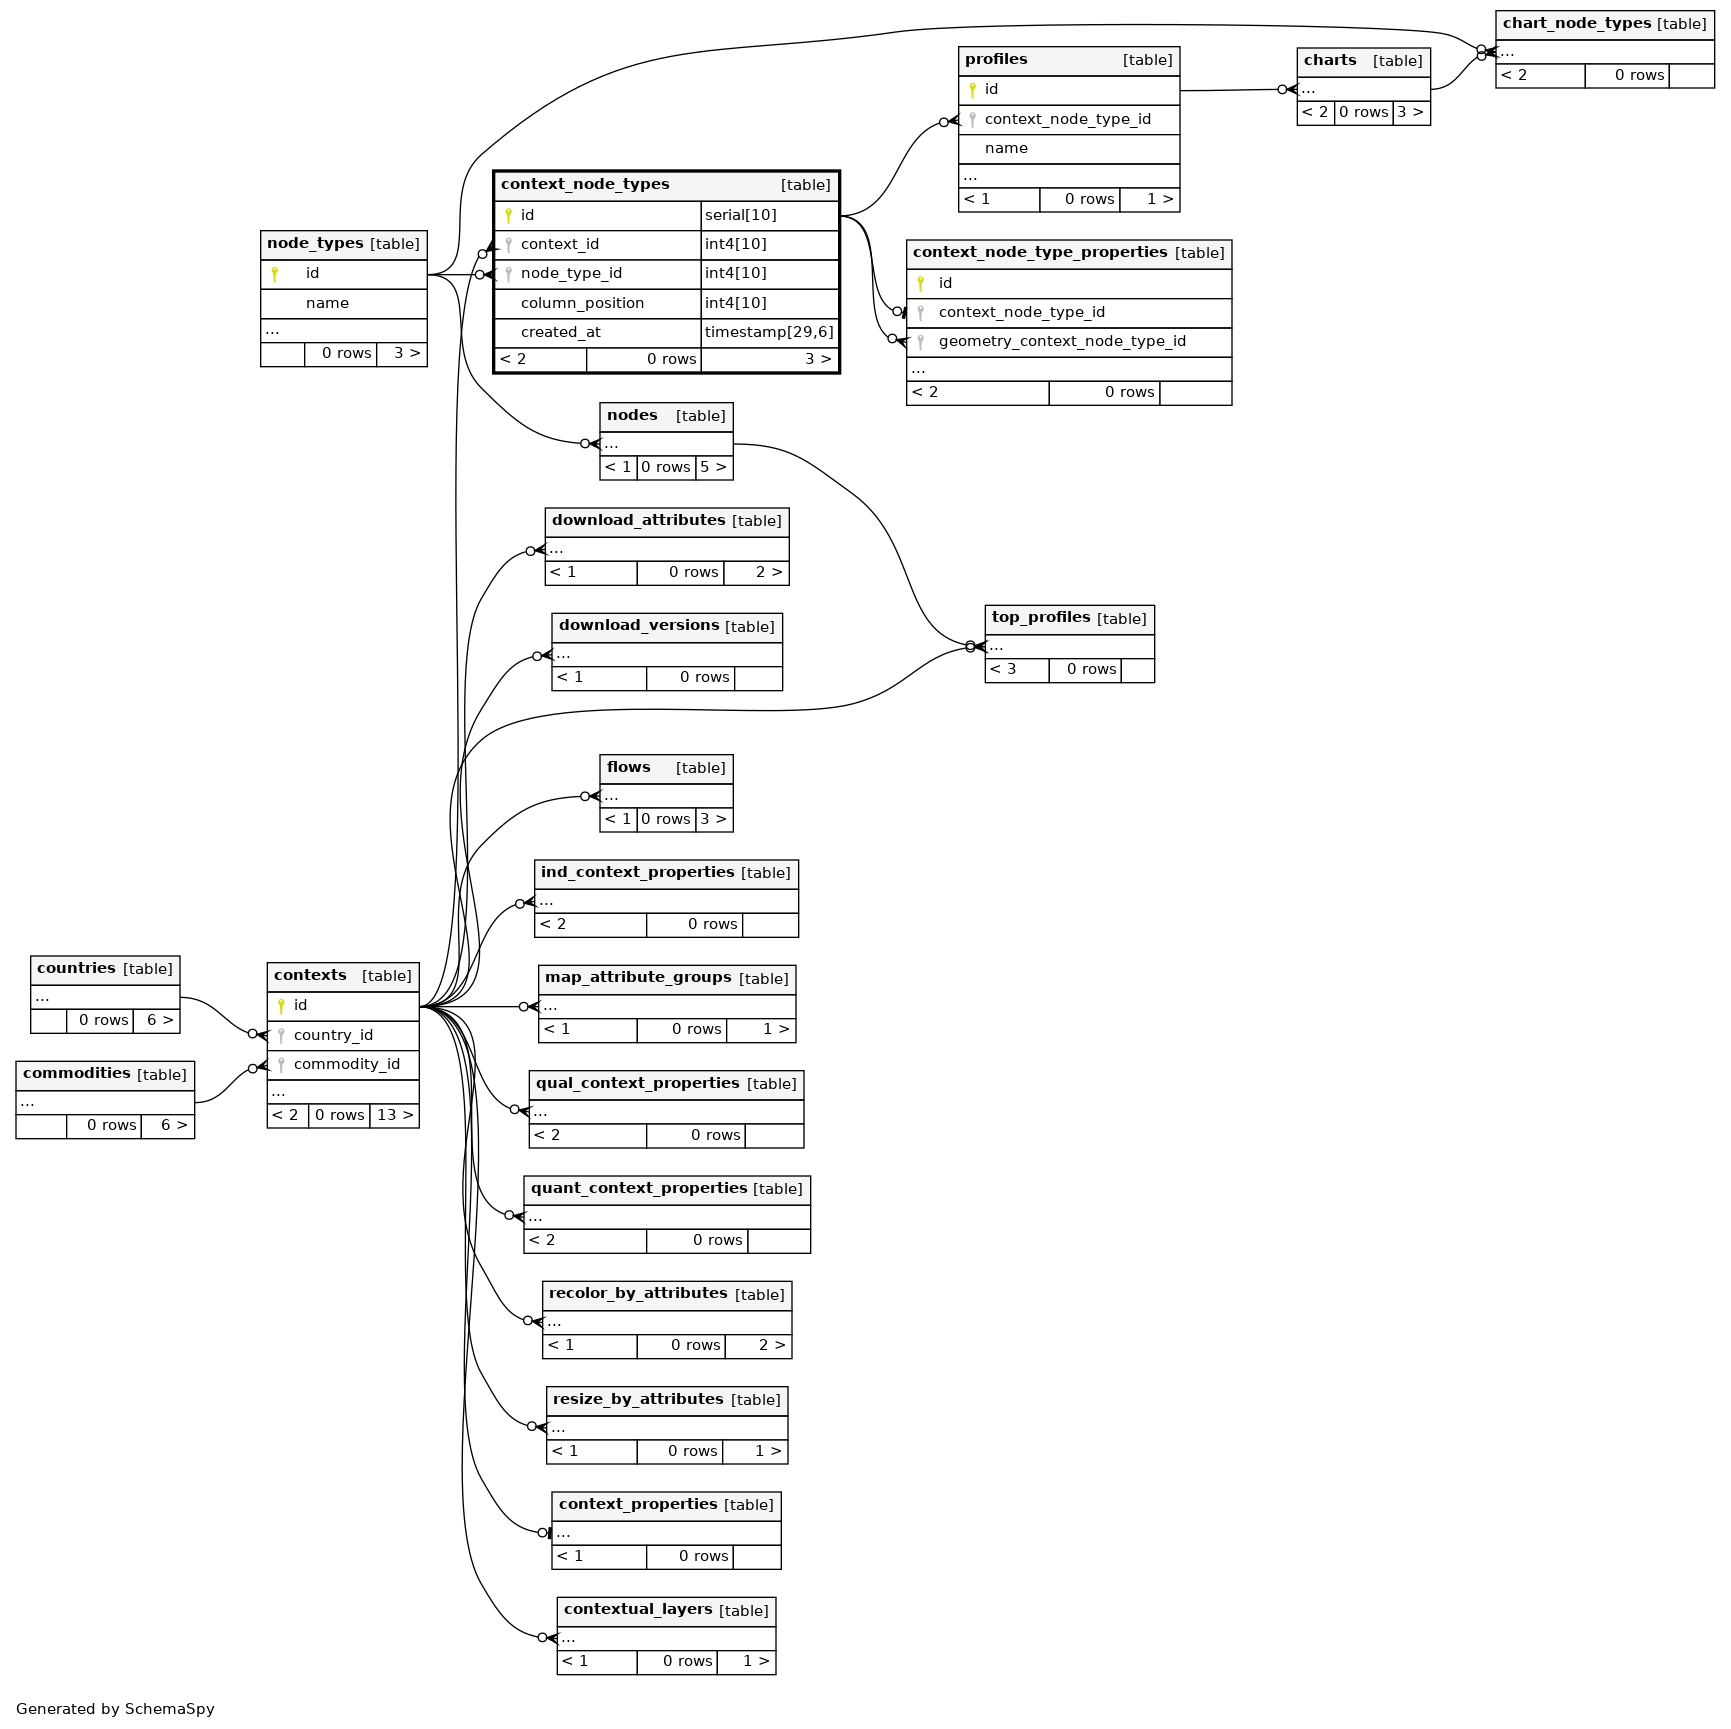 chart_node_types [table]
...
< 2 0 rows
profiles [table]
id
context_node_type_id
name
...
< 1 0 rows 1 >
charts [table]
...
< 2 0 rows 3 >
context_node_types [table]
id serial[10]
context_id int4[10]
node_type_id int4[10]
column_position int4[10]
created_at timestamp[29,6]
< 2 0 rows 3 >
node_types [table]
id
name
...
0 rows 3 >
context_node_type_properties [table]
id
context_node_type_id
geometry_context_node_type_id
...
< 2 0 rows
nodes [table]
...
< 1 0 rows 5 >
download_attributes [table]
...
< 1 0 rows 2 >
download_versions [table]
...
< 1 0 rows
top_profiles [table]
...
< 3 0 rows
flows [table]
...
< 1 0 rows 3 >
ind_context_properties [table]
...
< 2 0 rows
countries [table]
...
0 rows 6 >
commodities [table]
...
0 rows 6 >
contexts [table]
id
country_id
commodity_id
...
< 2 0 rows 13 >
map_attribute_groups [table]
...
< 1 0 rows 1 >
qual_context_properties [table]
...
< 2 0 rows
quant_context_properties [table]
...
< 2 0 rows
recolor_by_attributes [table]
...
< 1 0 rows 2 >
resize_by_attributes [table]
...
< 1 0 rows 1 >
context_properties [table]
...
< 1 0 rows
contextual_layers [table]
...
< 1 0 rows 1 >
Generated by SchemaSpy